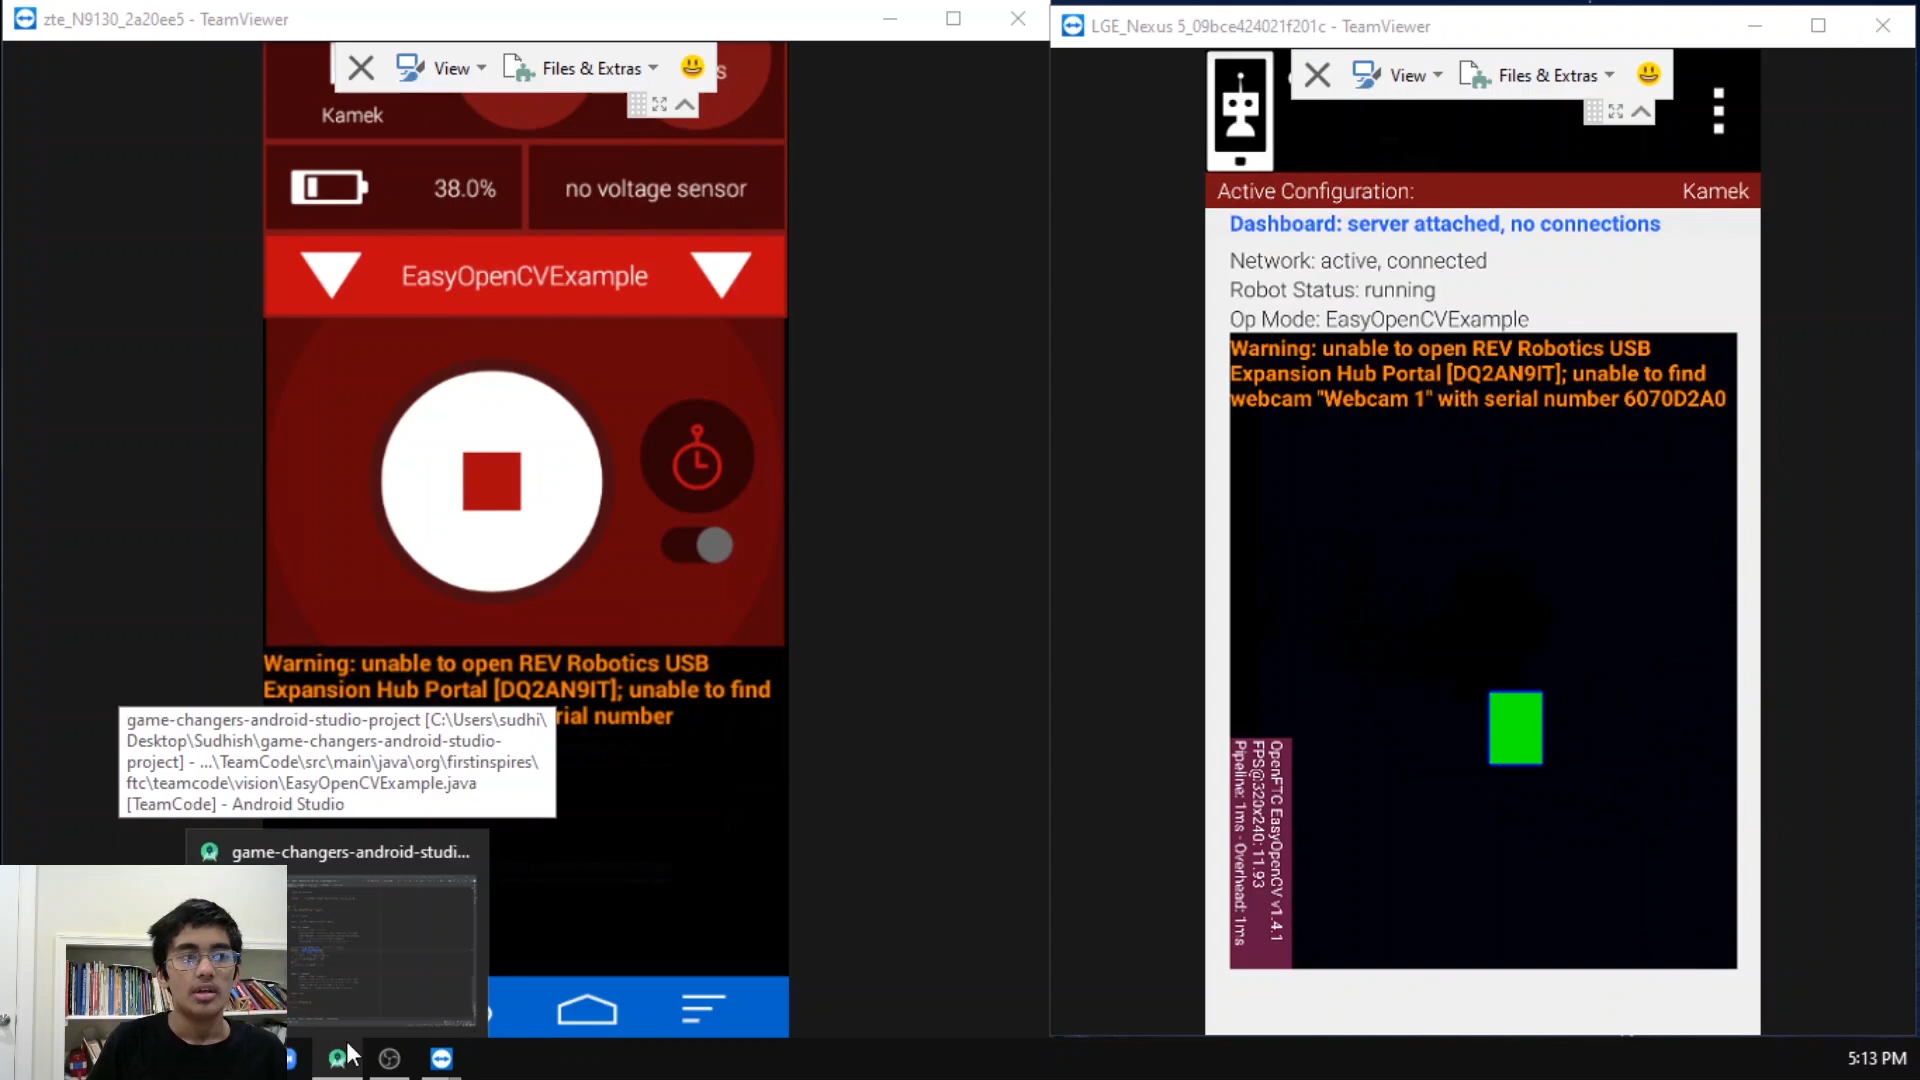 zte_N9130_2a20ee5 - TeamViewer
View
Files & Extras
s
Kamek
38.0%
no voltage sensor
EasyOpenCVExample
Warning: unable to open REV Robotics USB
Expansion Hub Portal [DQ2AN9IT]; unable to find
rial number
game-changers-android-studio-project [C:\Users\sudhi\
Desktop\Sudhish\game-changers-android-studio-
project] - ...\TeamCode\src\main\java\org\firstinspires\
ftc\teamcode\vision\EasyOpenCVExample.java
[TeamCode] - Android Studio
game-changers-android-studi...
LGE_Nexus 5_09bce424021f201c - TeamViewer
View
Files & Extras
Active Configuration:
Kamek
Dashboard: server attached, no connections
Network: active, connected
Robot Status: running
Op Mode: EasyOpenCVExample
Warning: unable to open REV Robotics USB
Expansion Hub Portal [DQ2AN9IT]; unable to find
webcam "Webcam 1" with serial number 6070D2A0
OpenFTC EasyOpenCV v1.4.1
FPS@320x240: 11.93
Pipeline: 1ms - Overhead: 1ms
5:13 PM